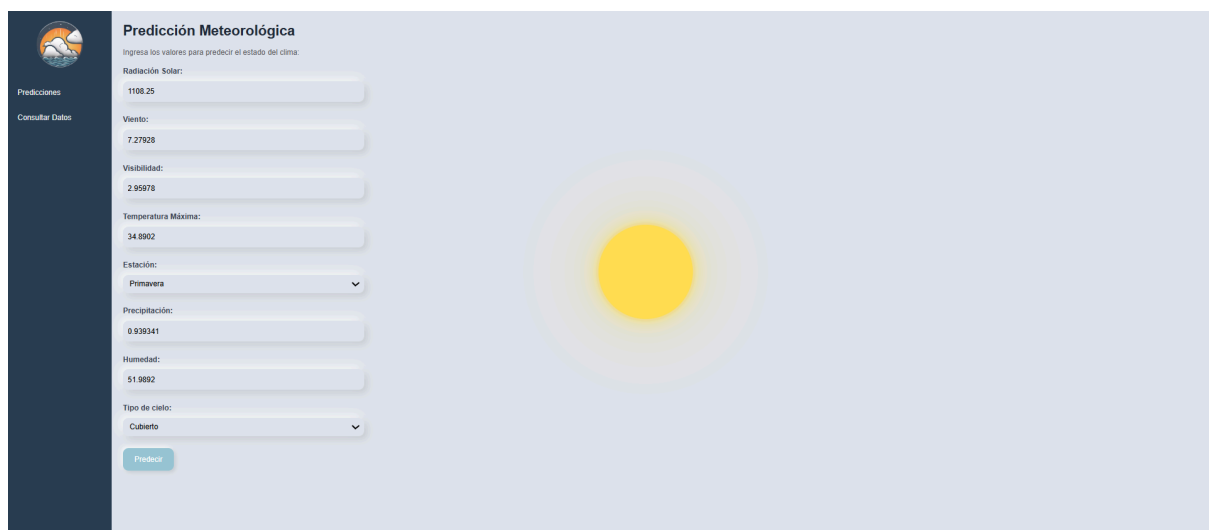 Predicción Meteorológica
Ingresa los valores para predecir el estado del clima:
Radiación Solar:
1108.25
Predicciones
Consultar Datos
Viento:
7.27928
Visibilidad:
2.95978
Temperatura Máxima:
34.8902
Estación:
Primavera
Precipitación:
0.939341
Humedad:
51.9892
Tipo de cielo:
Cubierto
Predecir